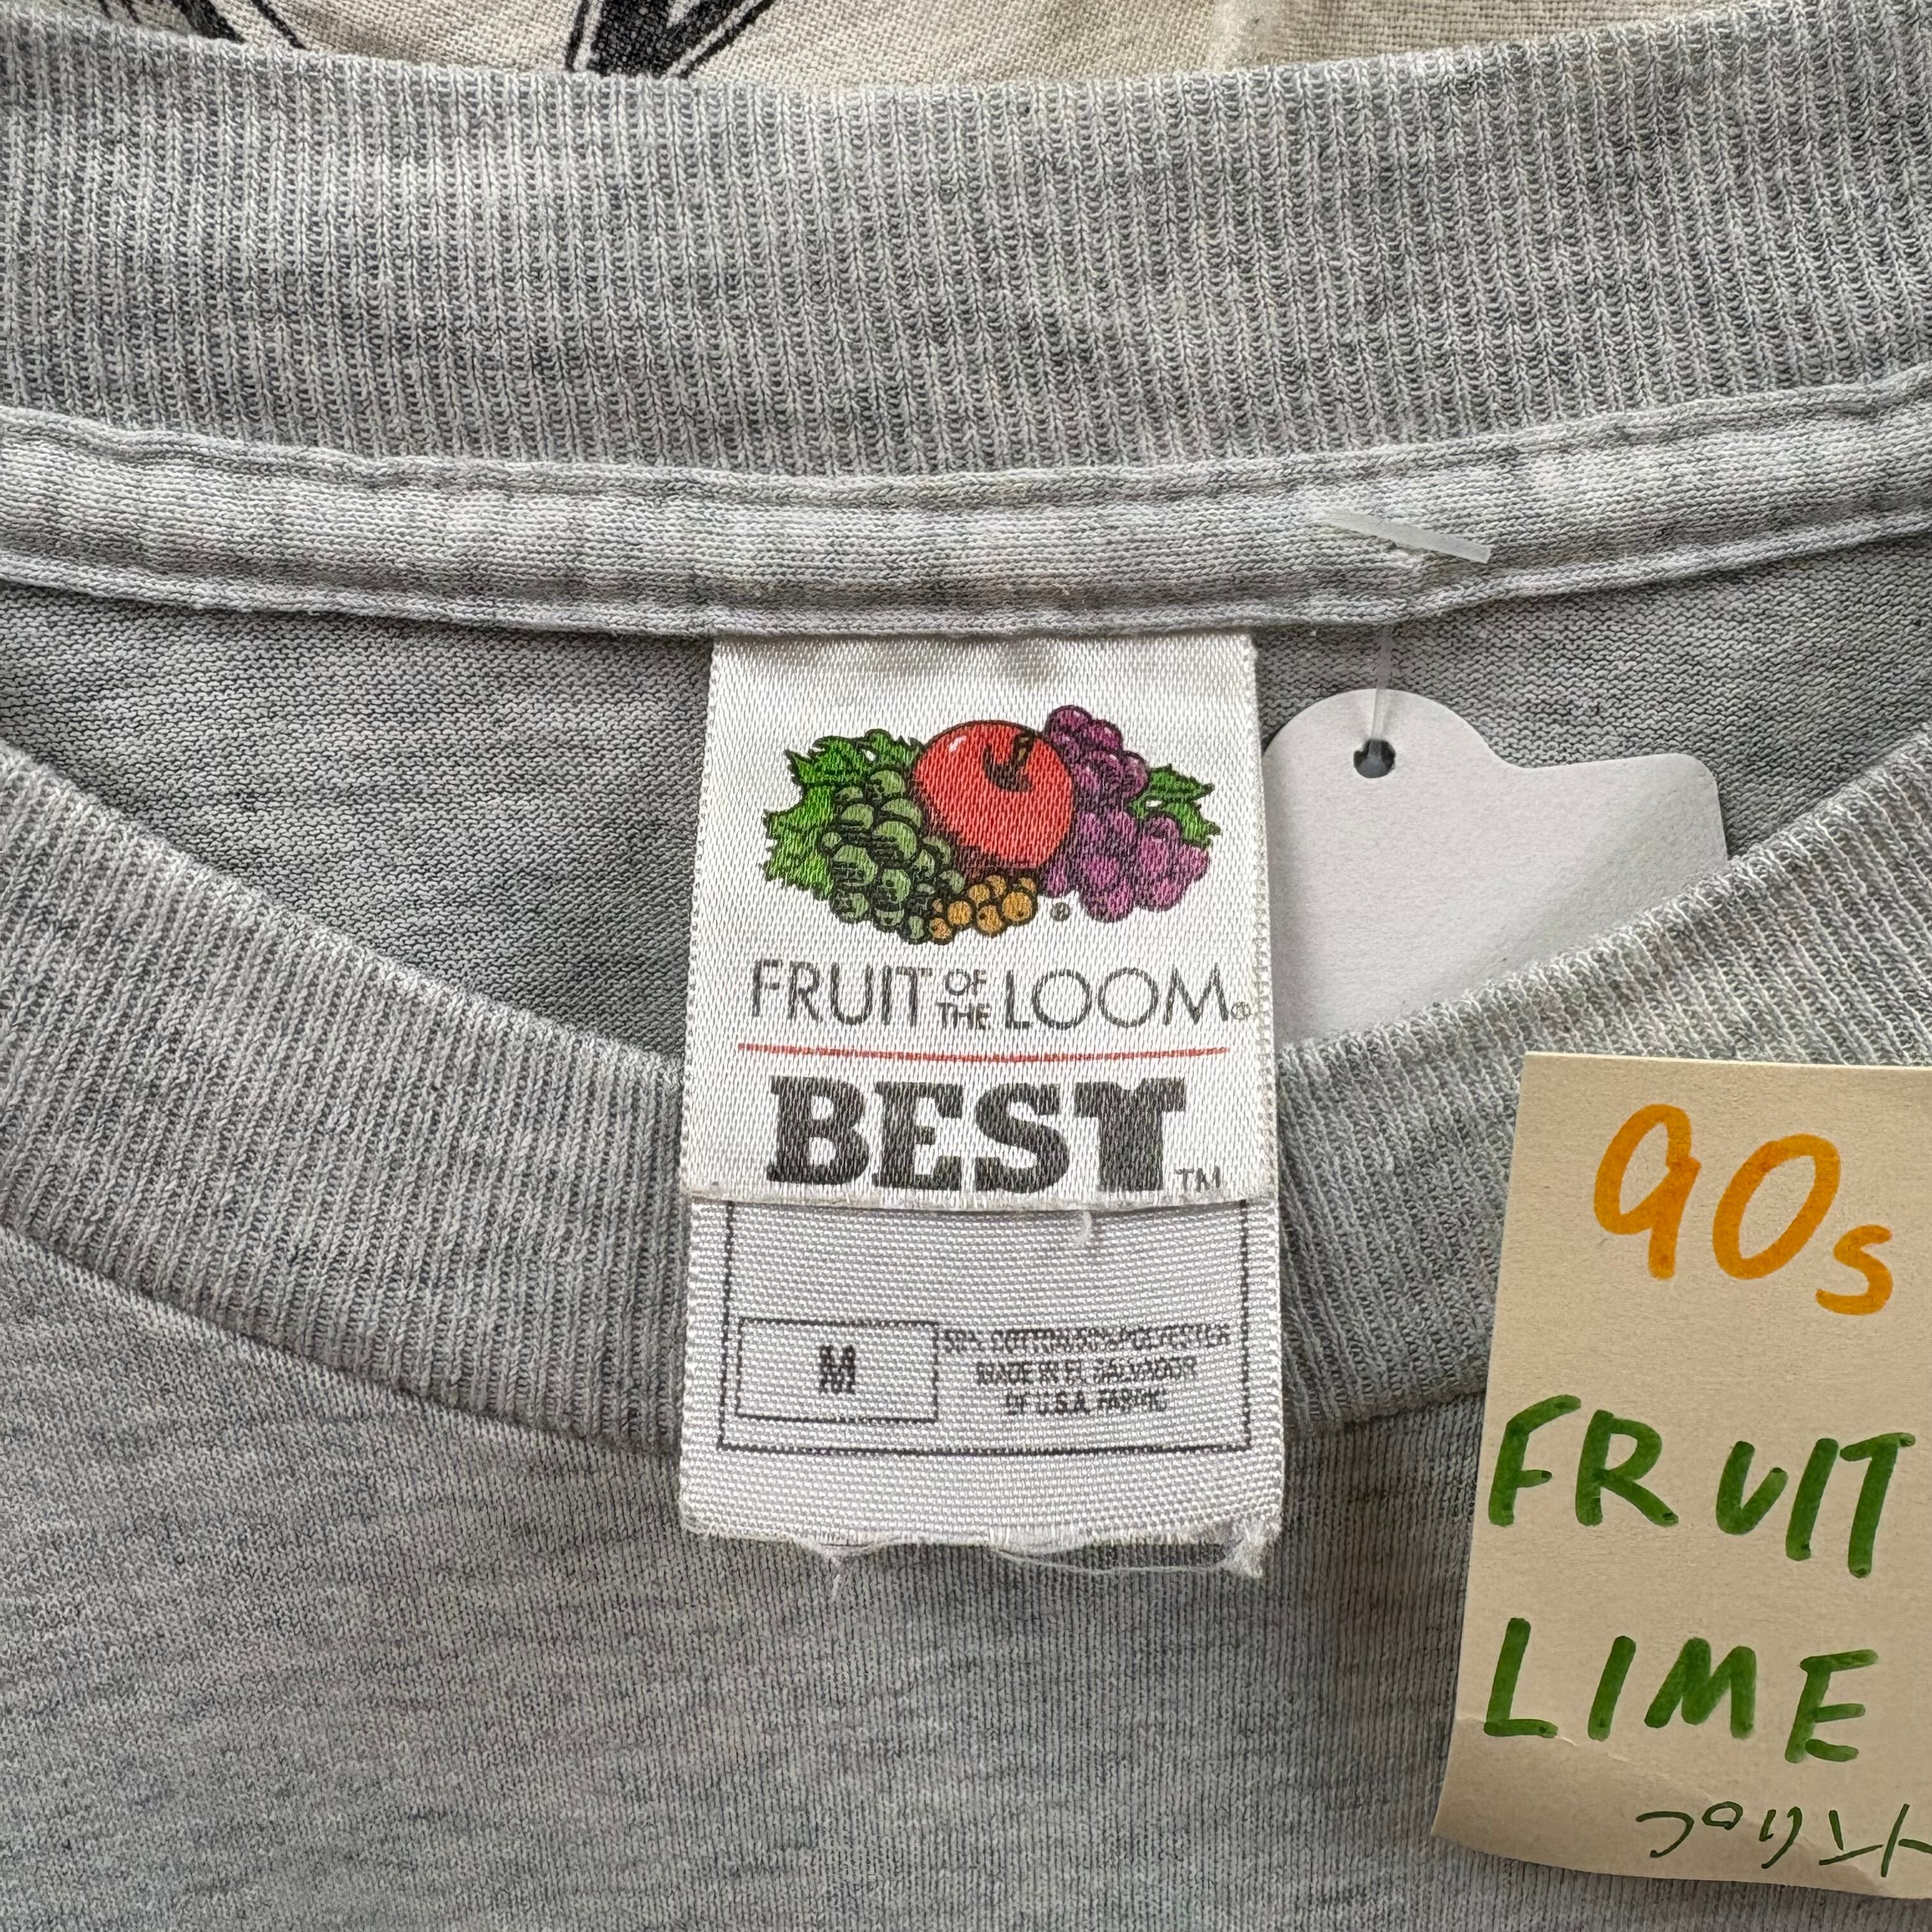 FRUIT OF THE LOOM®
BEST™
M
50% COTTON 50% POLYESTER
MADE IN EL SALVADOR
OF U.S.A. FABRIC
90s
FRUIT
LIME
プリント